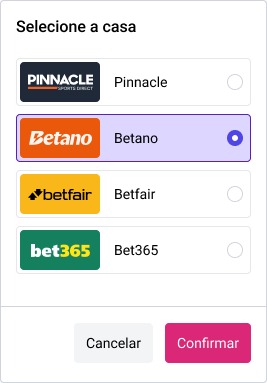 Selecione a casa
PINNACLE
SPORTS DIRECT
Pinnacle
Betano
Betano
betfair
Betfair
bet365
Bet365
Cancelar
Confirmar